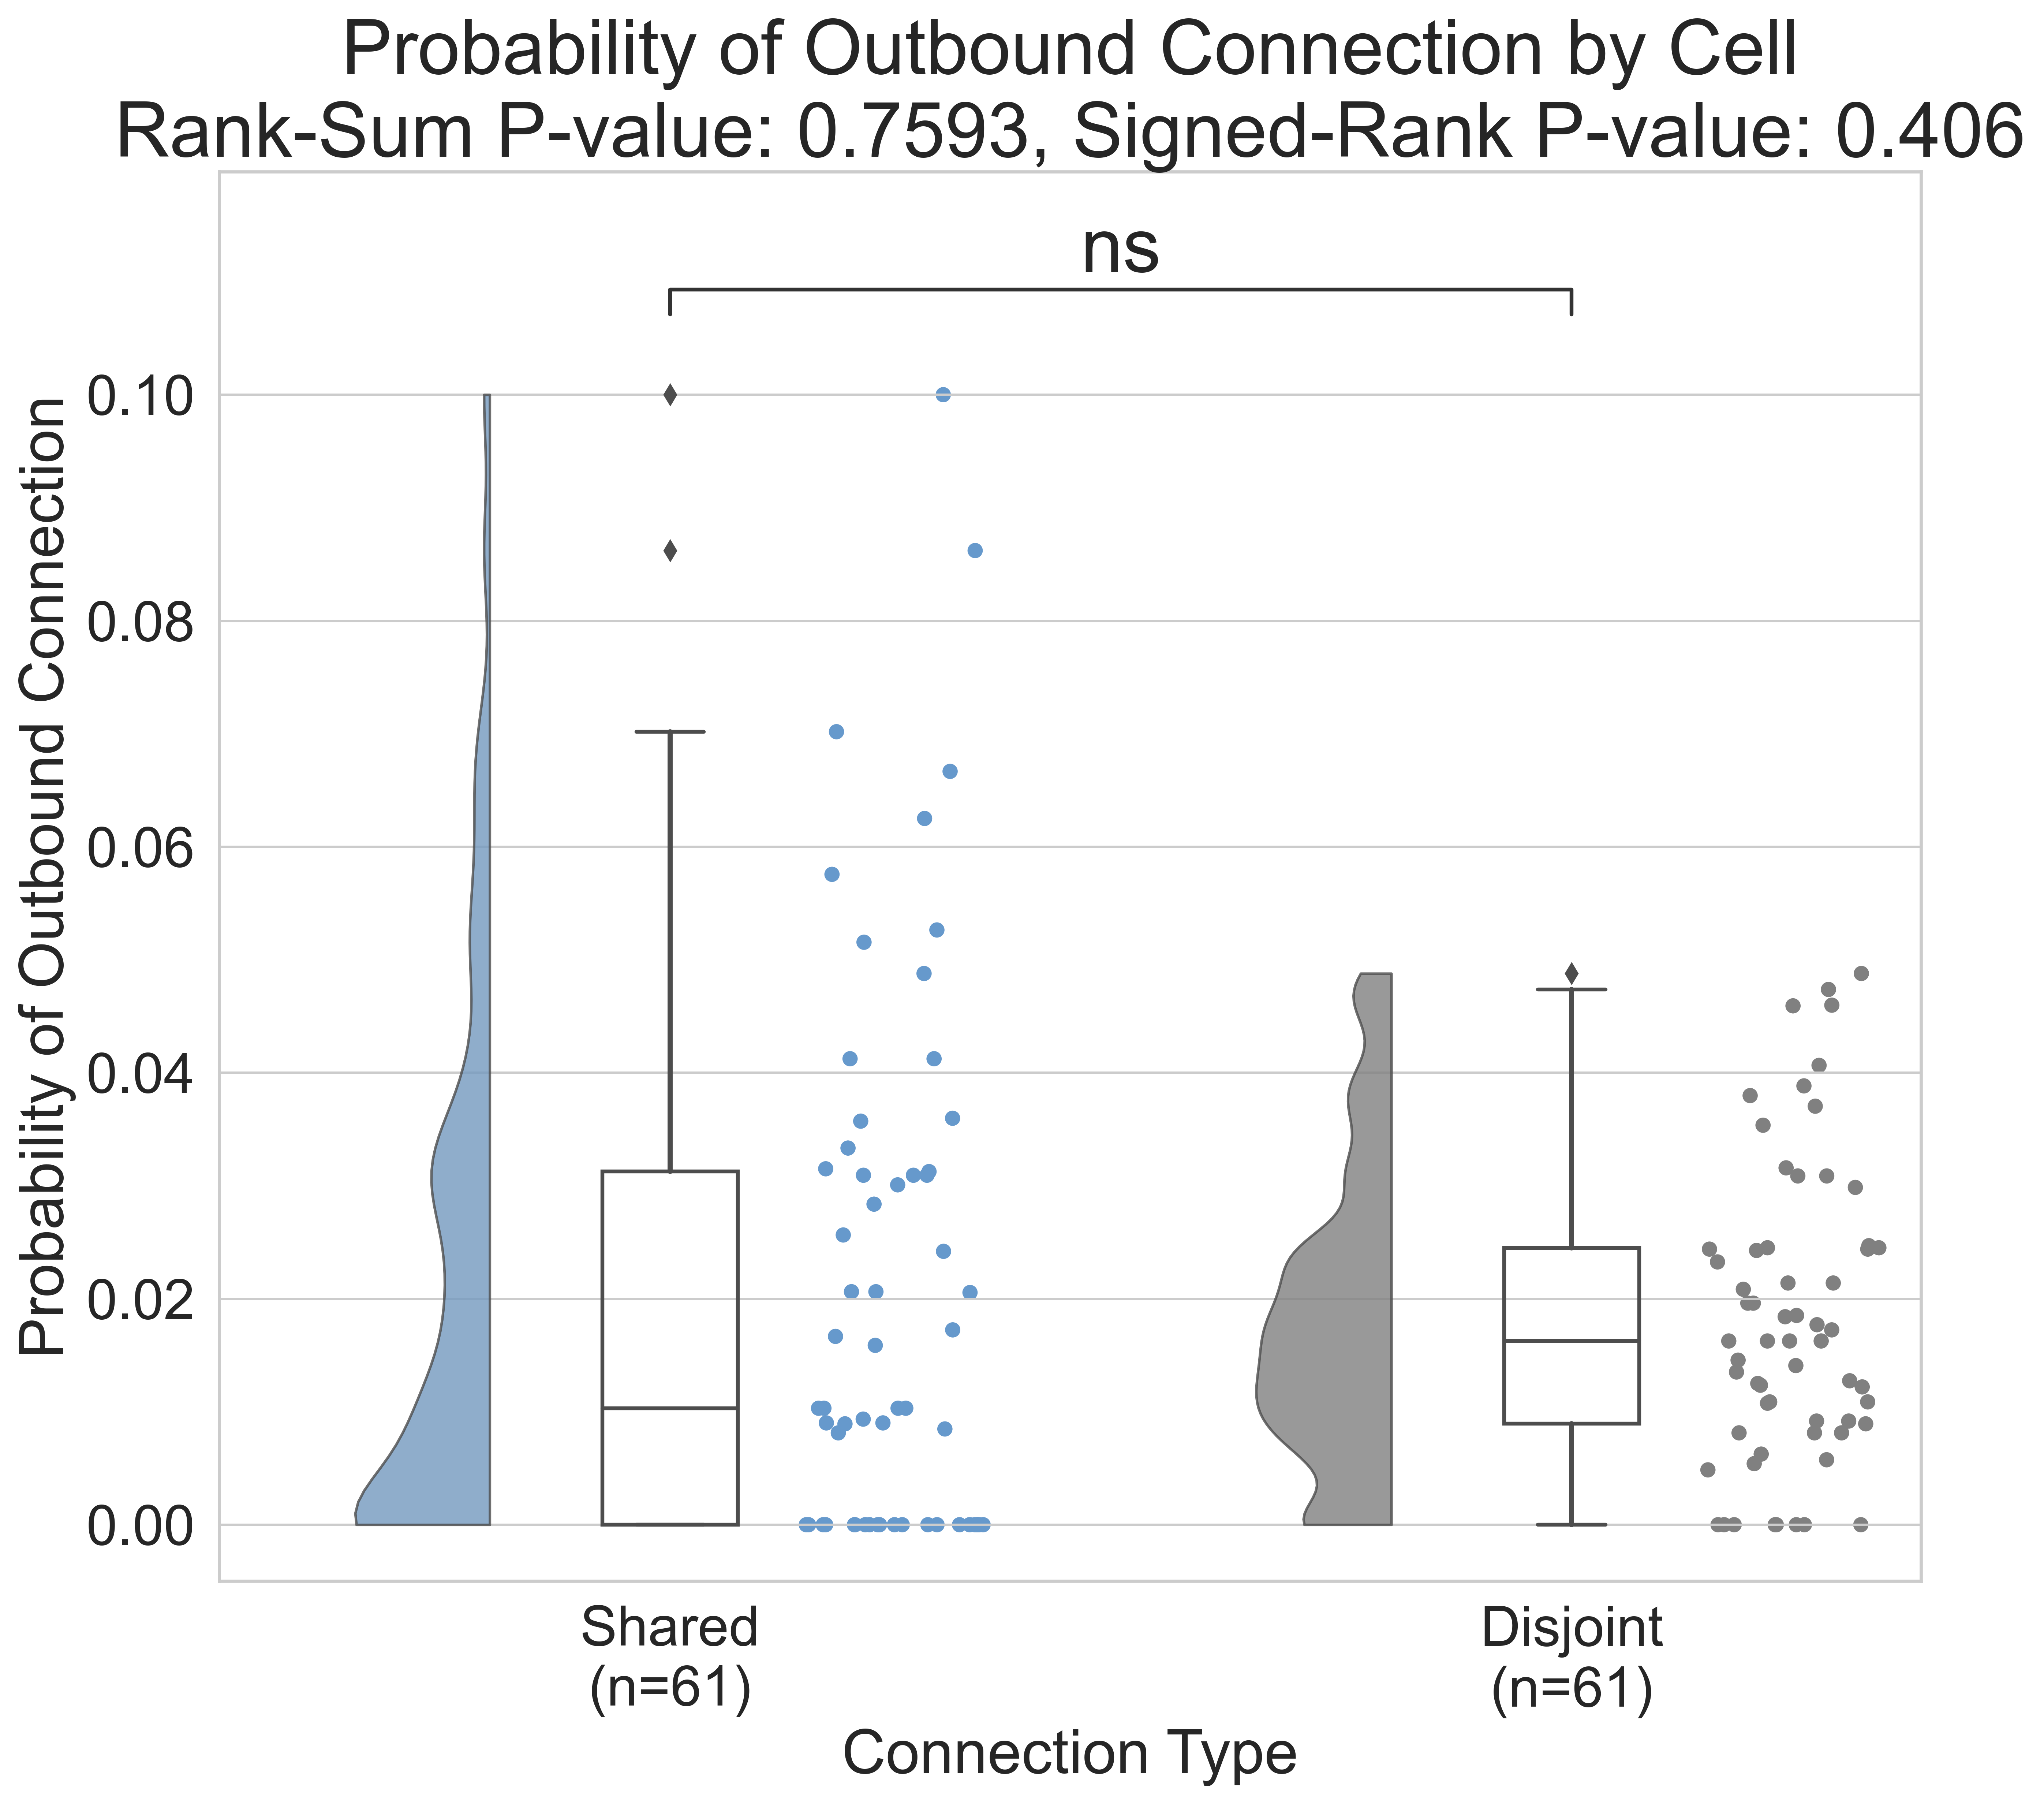 Probability of Outbound Connection by Cell
Rank-Sum P-value: 0.7593, Signed-Rank P-value: 0.406
ns
Probability of Outbound Connection
0.10
0.08
0.06
0.04
0.02
0.00
Shared
(n=61)
Disjoint
(n=61)
Connection Type